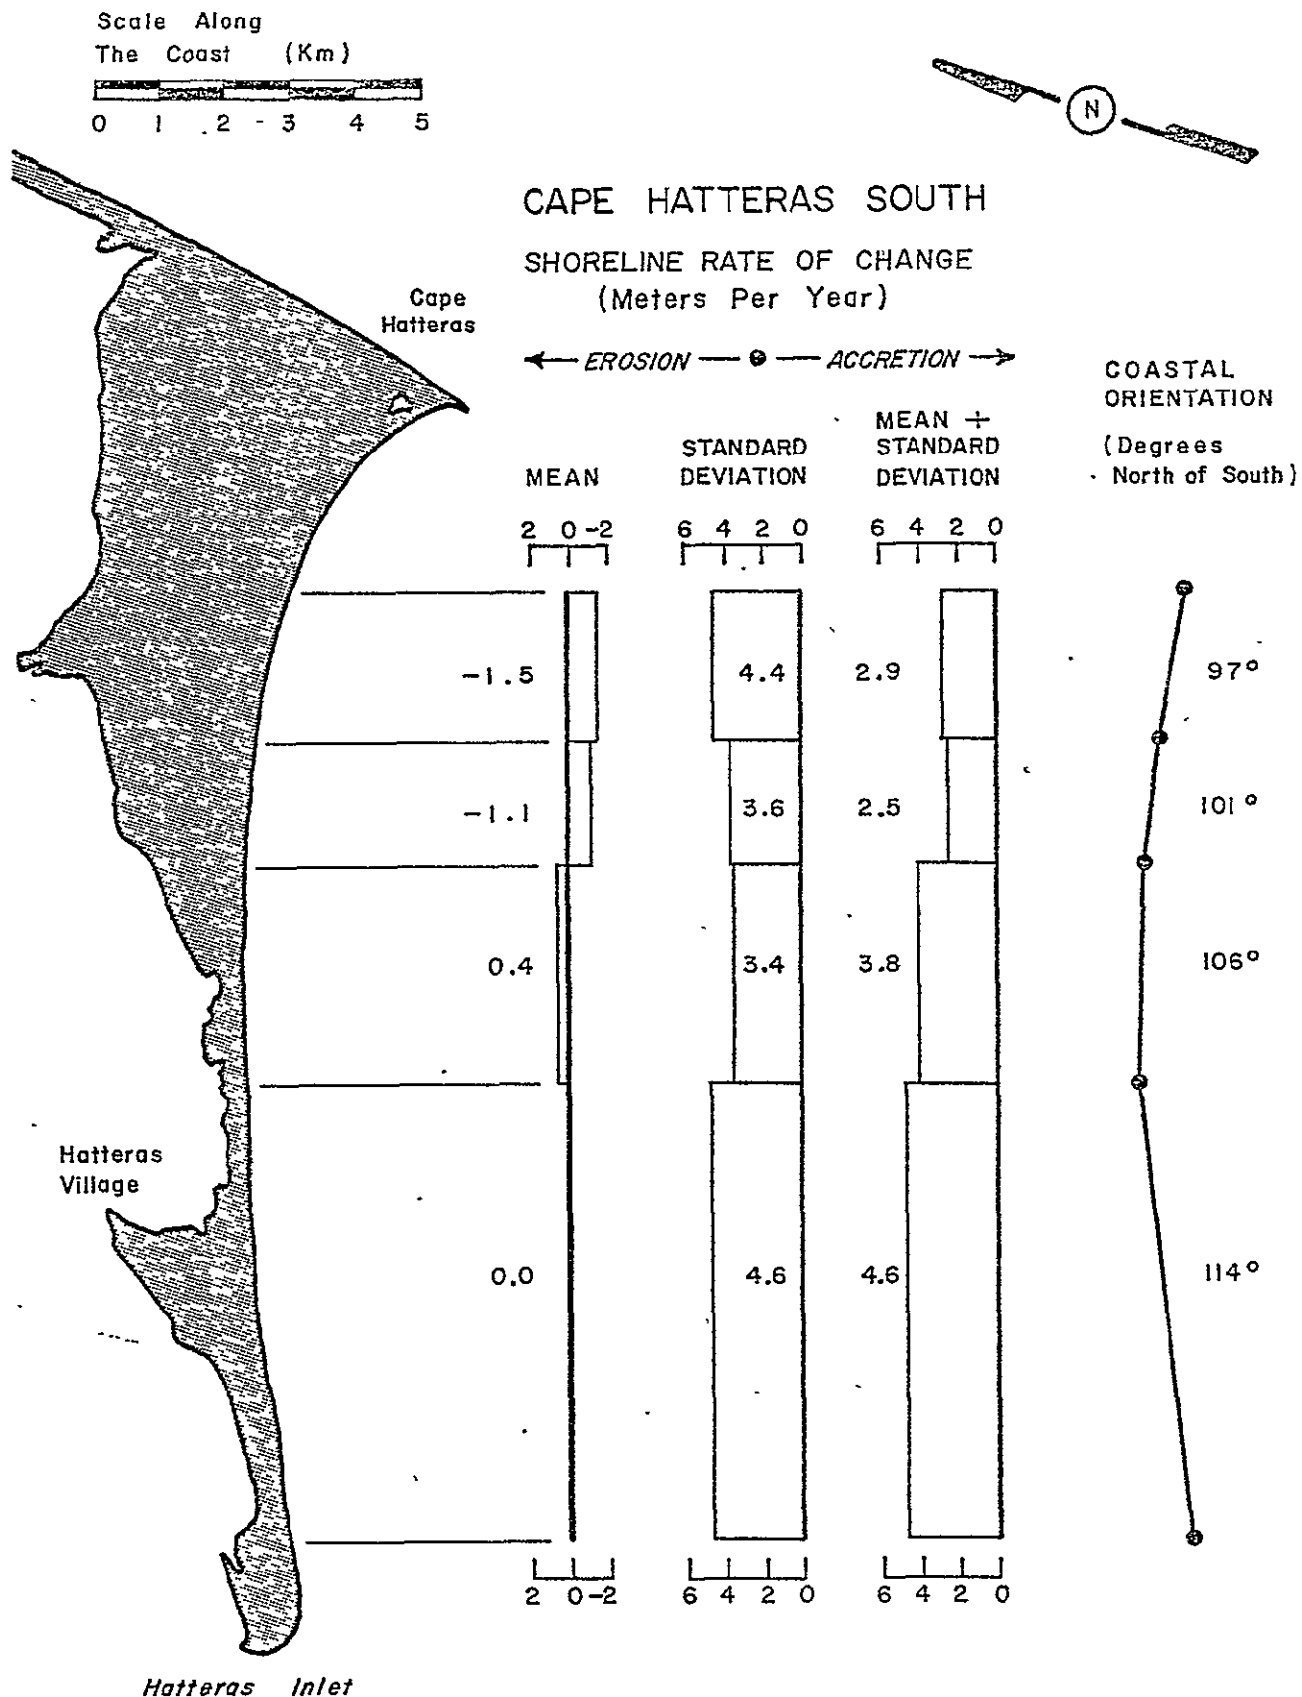 Scale Along
The Coast (Km)
0 1 2 3 4 5
N
CAPE HATTERAS SOUTH
SHORELINE RATE OF CHANGE
(Meters Per Year)
Cape
Hatteras
EROSION ACCRETION
COASTAL
ORIENTATION
(Degrees
North of South)
MEAN
STANDARD
DEVIATION
MEAN ÷
STANDARD
DEVIATION
2 0 -2 6 4 2 0 6 4 2 0
-1.5 4.4 2.9 97°
-1.1 3.6 2.5 101°
0.4 3.4 3.8 106°
Hatteras
Village
0.0 4.6 4.6 114°
2 0 -2 6 4 2 0 6 4 2 0
Hatteras Inlet